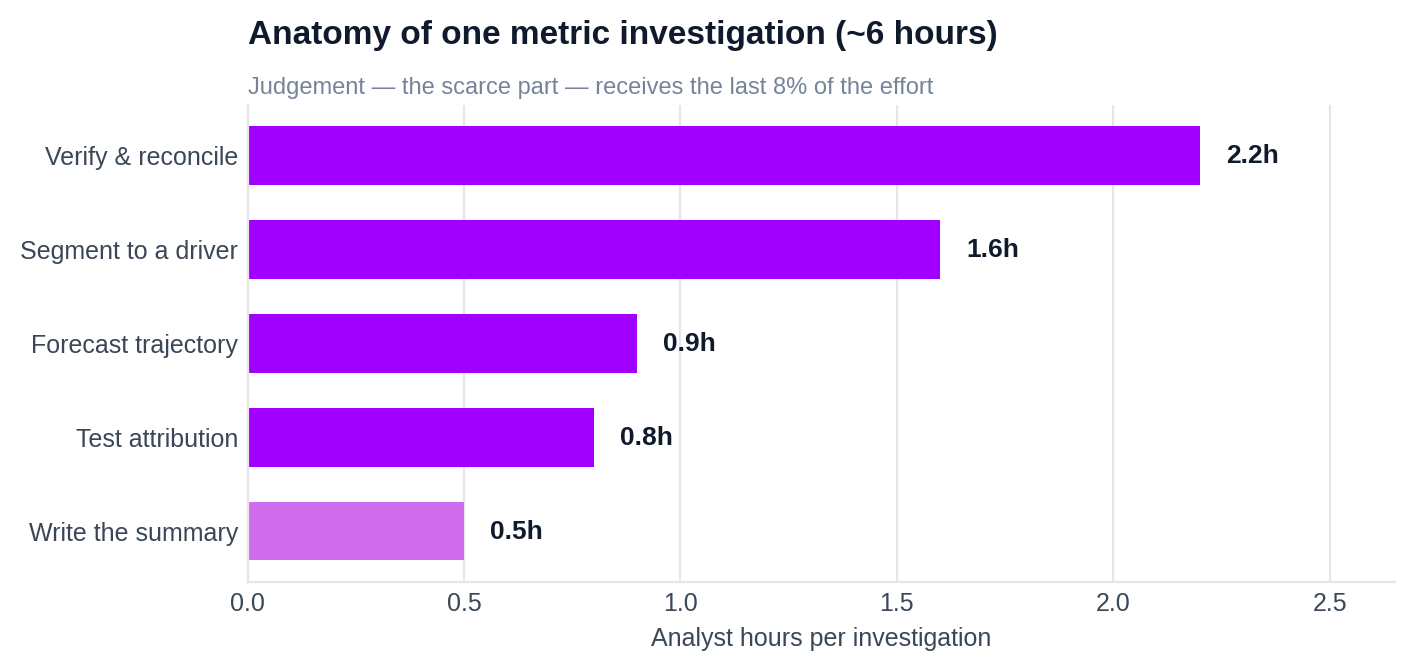 Anatomy of one metric investigation (~6 hours)
Judgement — the scarce part — receives the last 8% of the effort
Verify & reconcile
2.2h
Segment to a driver
1.6h
Forecast trajectory
0.9h
Test attribution
0.8h
Write the summary
0.5h
0.0 0.5 1.0 1.5 2.0 2.5
Analyst hours per investigation